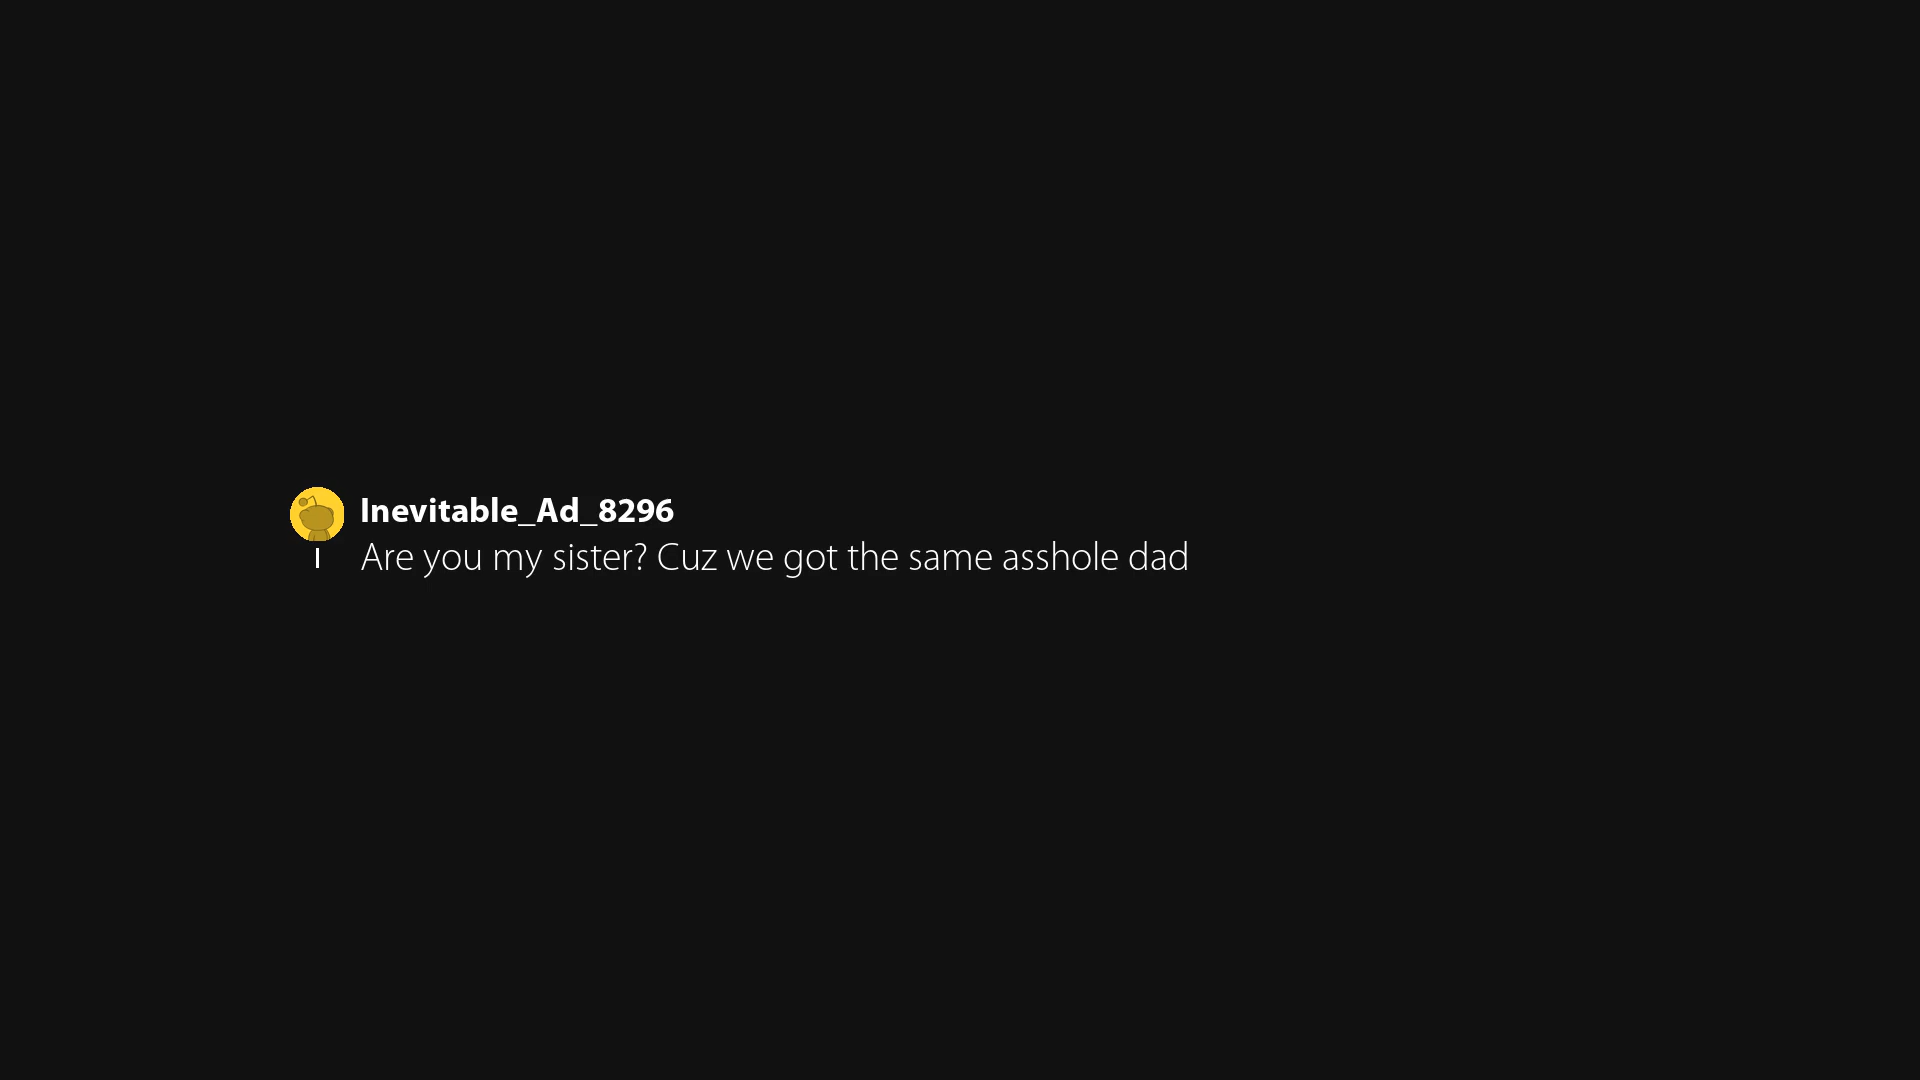 Inevitable_Ad_8296
Are you my sister? Cuz we got the same asshole dad